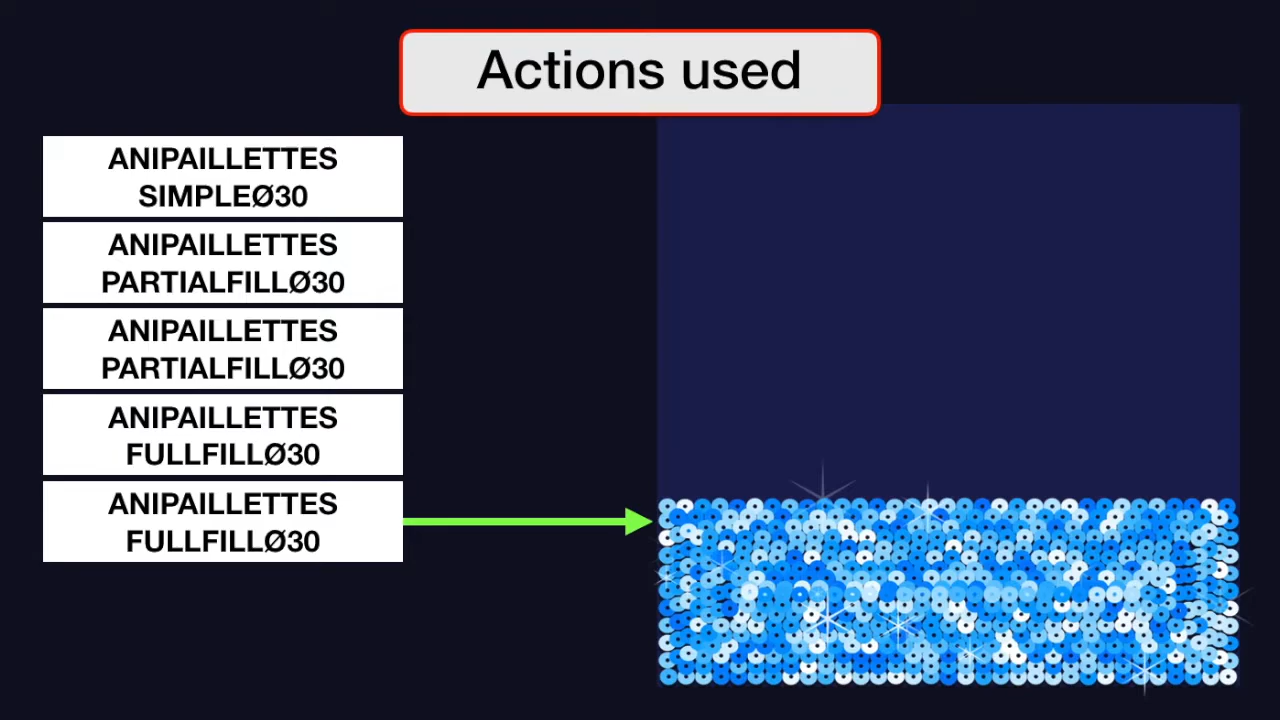 Actions used
ANIPAILLETTES
SIMPLEØ30
ANIPAILLETTES
PARTIALFILLØ30
ANIPAILLETTES
PARTIALFILLØ30
ANIPAILLETTES
FULLFILLØ30
ANIPAILLETTES
FULLFILLØ30